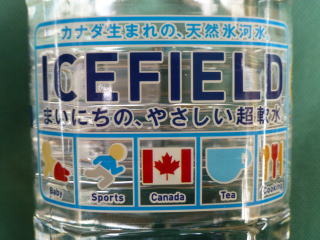 カナダ生まれの、天然氷河水
ICEFIELD
まいにちの、やさしい超軟水
Baby
Sports
Canada
Tea
Cooking